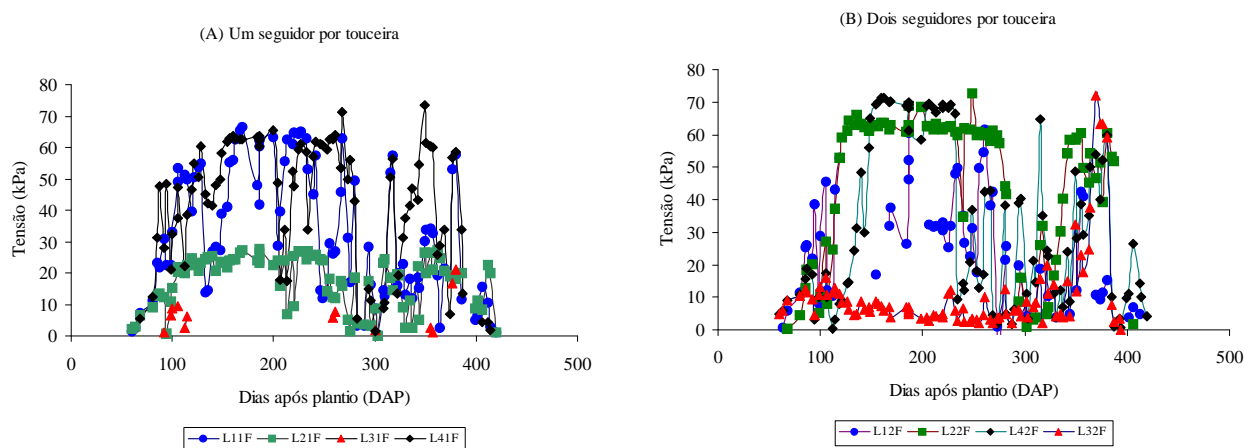 (A) Um seguidor por touceira
Tensão (kPa)
80
70
60
50
40
30
20
10
0
0 100 200 300 400 500
Dias após plantio (DAP)
L11F L21F L31F L41F
(B) Dois seguidores por touceira
Tensão (kPa)
80
70
60
50
40
30
20
10
0
0 100 200 300 400 500
Dias após plantio (DAP)
L12F L22F L42F L32F